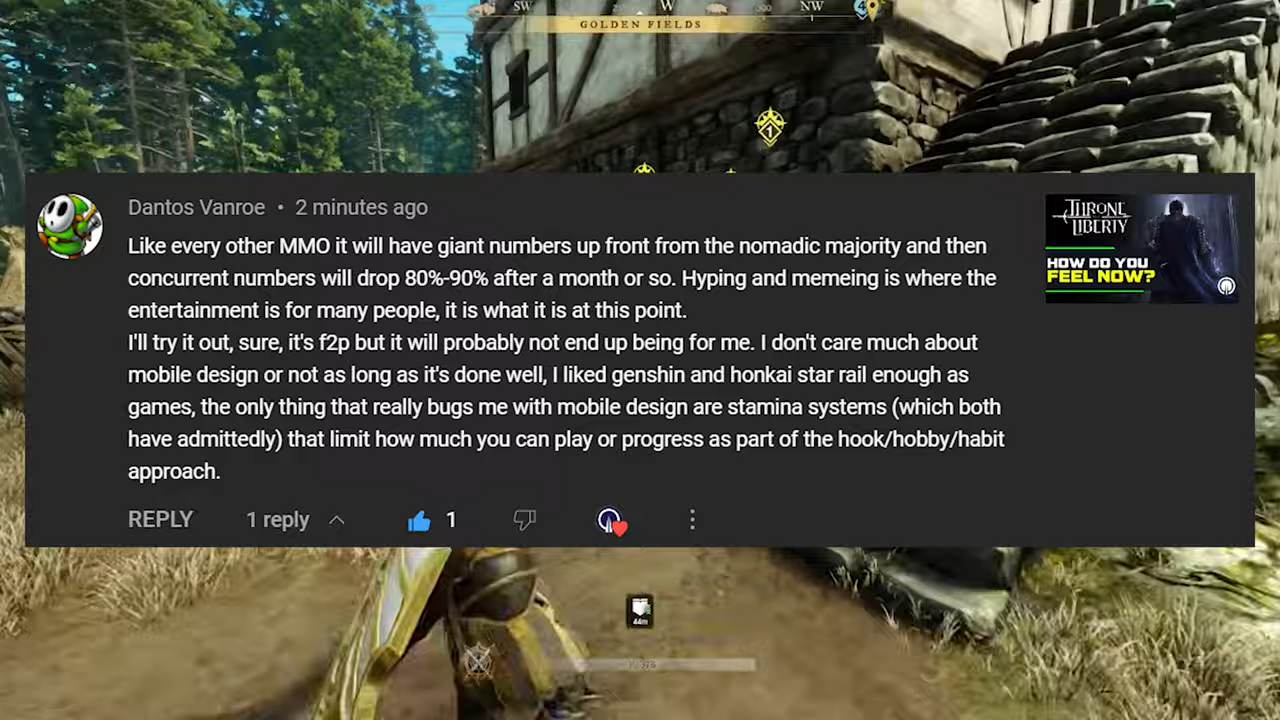 SW W 300 NW 4
GOLDEN FIELDS
1
Dantos Vanroe • 2 minutes ago
Like every other MMO it will have giant numbers up front from the nomadic majority and then
concurrent numbers will drop 80%-90% after a month or so. Hyping and memeing is where the
entertainment is for many people, it is what it is at this point.
I'll try it out, sure, it's f2p but it will probably not end up being for me. I don't care much about
mobile design or not as long as it's done well, I liked genshin and honkai star rail enough as
games, the only thing that really bugs me with mobile design are stamina systems (which both
have admittedly) that limit how much you can play or progress as part of the hook/hobby/habit
approach.
THRONE
LIBERTY
HOW DO YOU
FEEL NOW?
REPLY 1 reply 1
44m